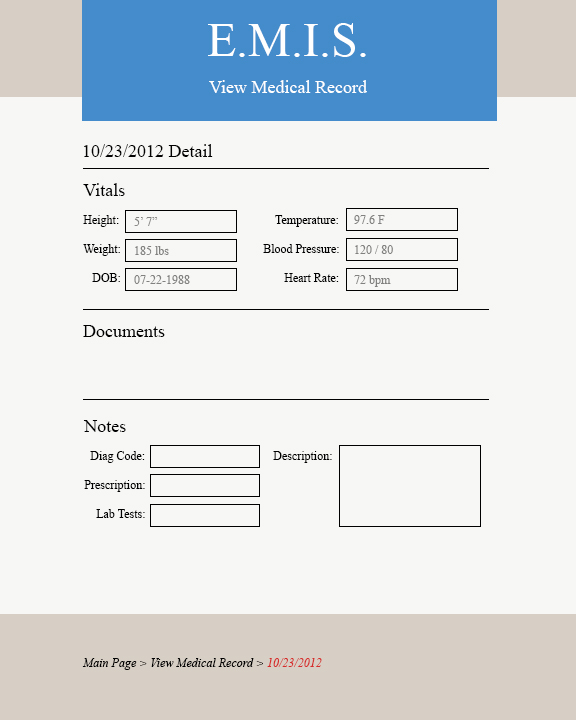 E.M.I.S.
View Medical Record
10/23/2012 Detail
Vitals
Height: 5’ 7” Temperature: 97.6 F
Weight: 185 lbs Blood Pressure: 120 / 80
DOB: 07-22-1988 Heart Rate: 72 bpm
Documents
Notes
Diag Code: Description:
Prescription:
Lab Tests:
Main Page > View Medical Record > 10/23/2012